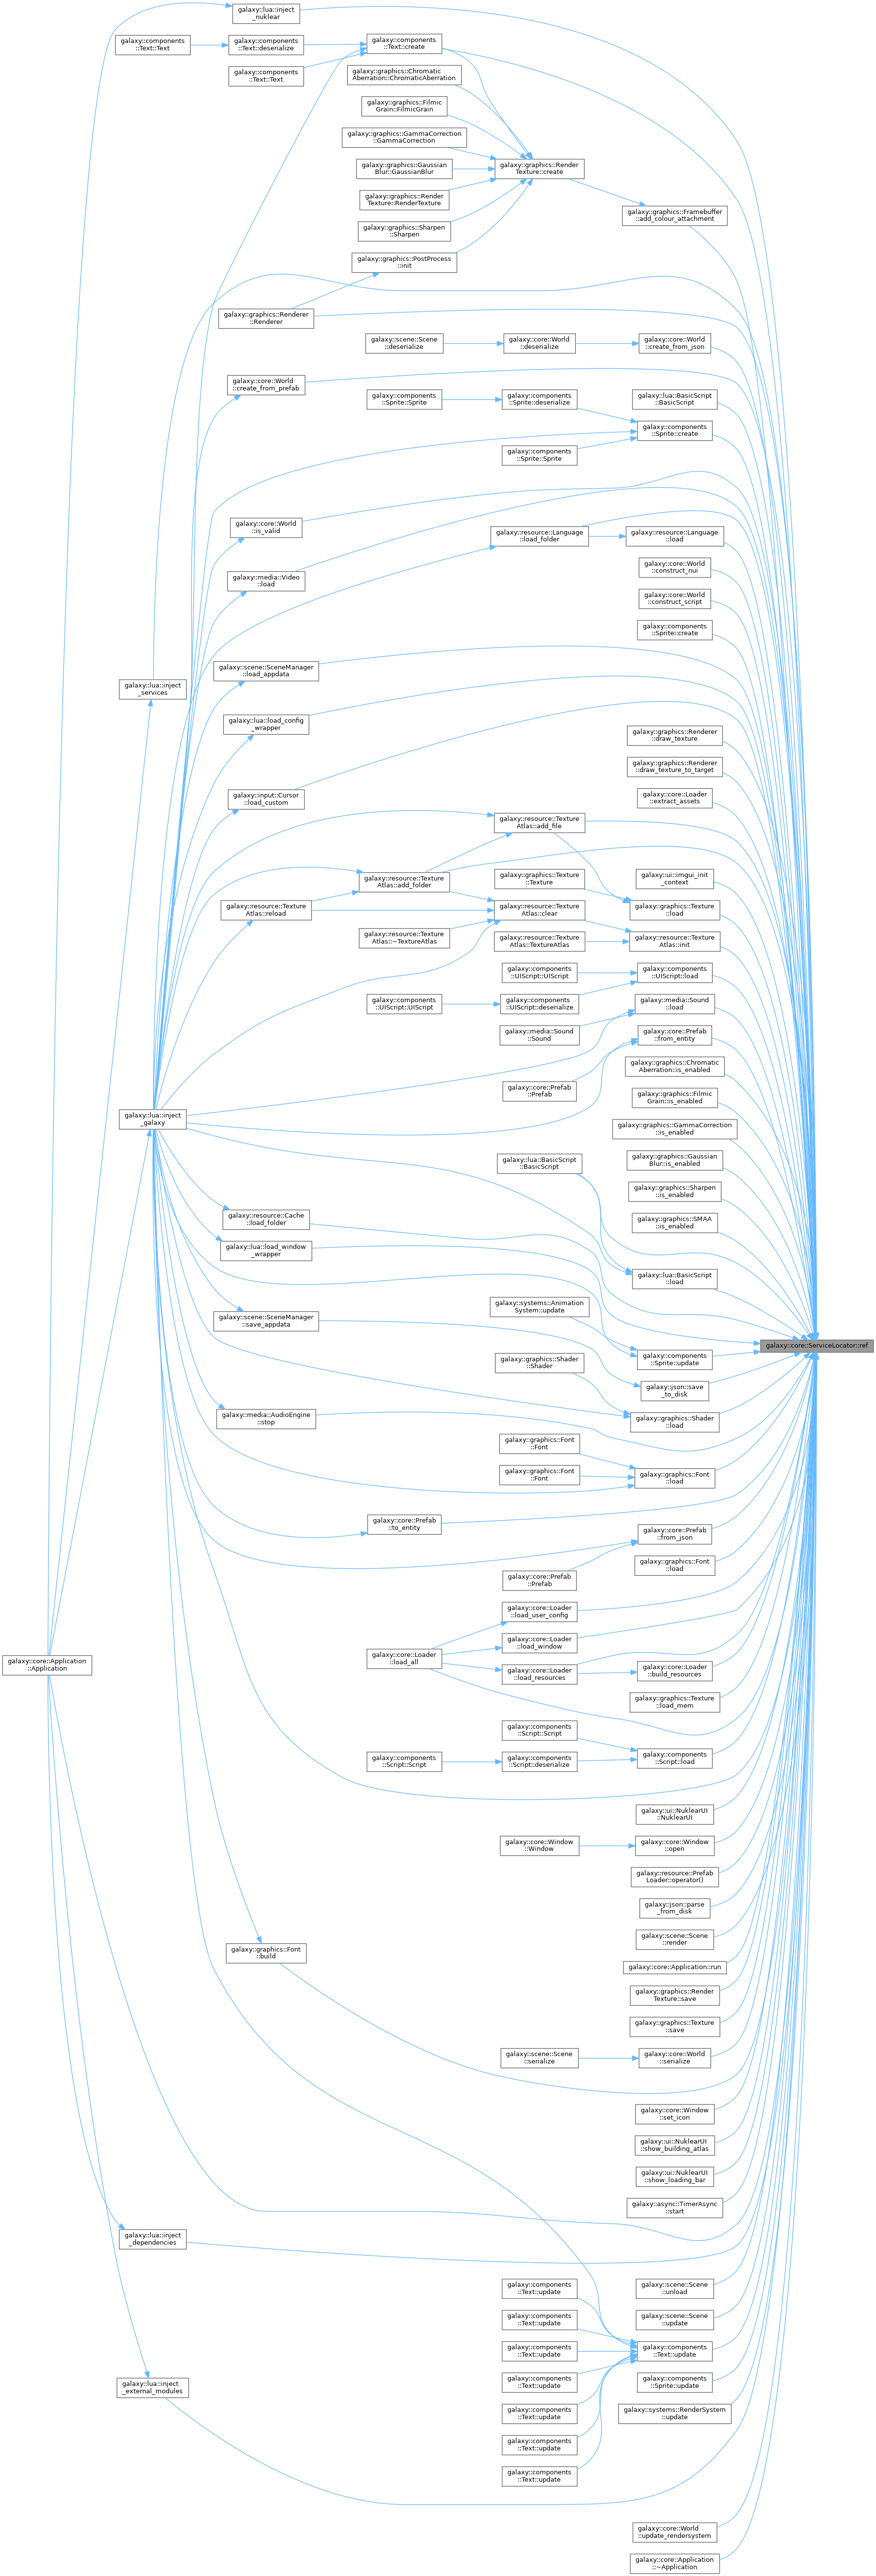 galaxy::lua::inject
_nuklear
galaxy::components
::Text::Text
galaxy::components
::Text::deserialize
galaxy::components
::Text::create
galaxy::components
::Text::Text
galaxy::graphics::Chromatic
Aberration::ChromaticAberration
galaxy::graphics::Filmic
Grain::FilmicGrain
galaxy::graphics::GammaCorrection
::GammaCorrection
galaxy::graphics::Gaussian
Blur::GaussianBlur
galaxy::graphics::Render
Texture::create
galaxy::graphics::Render
Texture::RenderTexture
galaxy::graphics::Sharpen
::Sharpen
galaxy::graphics::Framebuffer
::add_colour_attachment
galaxy::graphics::PostProcess
::init
galaxy::graphics::Renderer
::Renderer
galaxy::scene::Scene
::deserialize
galaxy::core::World
::deserialize
galaxy::core::World
::create_from_json
galaxy::core::World
::create_from_prefab
galaxy::components
::Sprite::Sprite
galaxy::components
::Sprite::deserialize
galaxy::lua::BasicScript
::BasicScript
galaxy::components
::Sprite::create
galaxy::components
::Sprite::Sprite
galaxy::core::World
::is_valid
galaxy::resource::Language
::load_folder
galaxy::resource::Language
::load
galaxy::media::Video
::load
galaxy::core::World
::construct_nui
galaxy::core::World
::construct_script
galaxy::components
::Sprite::create
galaxy::scene::SceneManager
::load_appdata
galaxy::lua::inject
_services
galaxy::lua::load_config
_wrapper
galaxy::graphics::Renderer
::draw_texture
galaxy::graphics::Renderer
::draw_texture_to_target
galaxy::input::Cursor
::load_custom
galaxy::core::Loader
::extract_assets
galaxy::resource::Texture
Atlas::add_file
galaxy::resource::Texture
Atlas::add_folder
galaxy::graphics::Texture
::Texture
galaxy::ui::imgui_init
_context
galaxy::resource::Texture
Atlas::reload
galaxy::resource::Texture
Atlas::clear
galaxy::graphics::Texture
::load
galaxy::resource::Texture
Atlas::~TextureAtlas
galaxy::resource::Texture
Atlas::TextureAtlas
galaxy::resource::Texture
Atlas::init
galaxy::components
::UIScript::UIScript
galaxy::components
::UIScript::load
galaxy::components
::UIScript::UIScript
galaxy::components
::UIScript::deserialize
galaxy::media::Sound
::load
galaxy::media::Sound
::Sound
galaxy::core::Prefab
::from_entity
galaxy::graphics::Chromatic
Aberration::is_enabled
galaxy::core::Prefab
::Prefab
galaxy::graphics::Filmic
Grain::is_enabled
galaxy::lua::inject
_galaxy
galaxy::graphics::GammaCorrection
::is_enabled
galaxy::lua::BasicScript
::BasicScript
galaxy::graphics::Gaussian
Blur::is_enabled
galaxy::graphics::Sharpen
::is_enabled
galaxy::resource::Cache
::load_folder
galaxy::graphics::SMAA
::is_enabled
galaxy::lua::load_window
_wrapper
galaxy::lua::BasicScript
::load
galaxy::scene::SceneManager
::save_appdata
galaxy::systems::Animation
System::update
galaxy::core::ServiceLocator::ref
galaxy::graphics::Shader
::Shader
galaxy::components
::Sprite::update
galaxy::json::save
_to_disk
galaxy::media::AudioEngine
::stop
galaxy::graphics::Shader
::load
galaxy::graphics::Font
::Font
galaxy::graphics::Font
::Font
galaxy::graphics::Font
::load
galaxy::core::Prefab
::to_entity
galaxy::core::Prefab
::from_json
galaxy::core::Prefab
::Prefab
galaxy::graphics::Font
::load
galaxy::core::Loader
::load_user_config
galaxy::core::Loader
::load_window
galaxy::core::Application
::Application
galaxy::core::Loader
::load_all
galaxy::core::Loader
::load_resources
galaxy::core::Loader
::build_resources
galaxy::graphics::Texture
::load_mem
galaxy::components
::Script::Script
galaxy::components
::Script::Script
galaxy::components
::Script::deserialize
galaxy::components
::Script::load
galaxy::ui::NuklearUI
::NuklearUI
galaxy::core::Window
::Window
galaxy::core::Window
::open
galaxy::resource::Prefab
Loader::operator()
galaxy::json::parse
_from_disk
galaxy::graphics::Font
::build
galaxy::scene::Scene
::render
galaxy::core::Application::run
galaxy::graphics::Render
Texture::save
galaxy::graphics::Texture
::save
galaxy::scene::Scene
::serialize
galaxy::core::World
::serialize
galaxy::core::Window
::set_icon
galaxy::ui::NuklearUI
::show_building_atlas
galaxy::ui::NuklearUI
::show_loading_bar
galaxy::async::TimerAsync
::start
galaxy::lua::inject
_dependencies
galaxy::components
::Text::update
galaxy::scene::Scene
::unload
galaxy::components
::Text::update
galaxy::scene::Scene
::update
galaxy::components
::Text::update
galaxy::components
::Text::update
galaxy::lua::inject
_external_modules
galaxy::components
::Text::update
galaxy::components
::Sprite::update
galaxy::components
::Text::update
galaxy::systems::RenderSystem
::update
galaxy::components
::Text::update
galaxy::components
::Text::update
galaxy::core::World
::update_rendersystem
galaxy::core::Application
::~Application